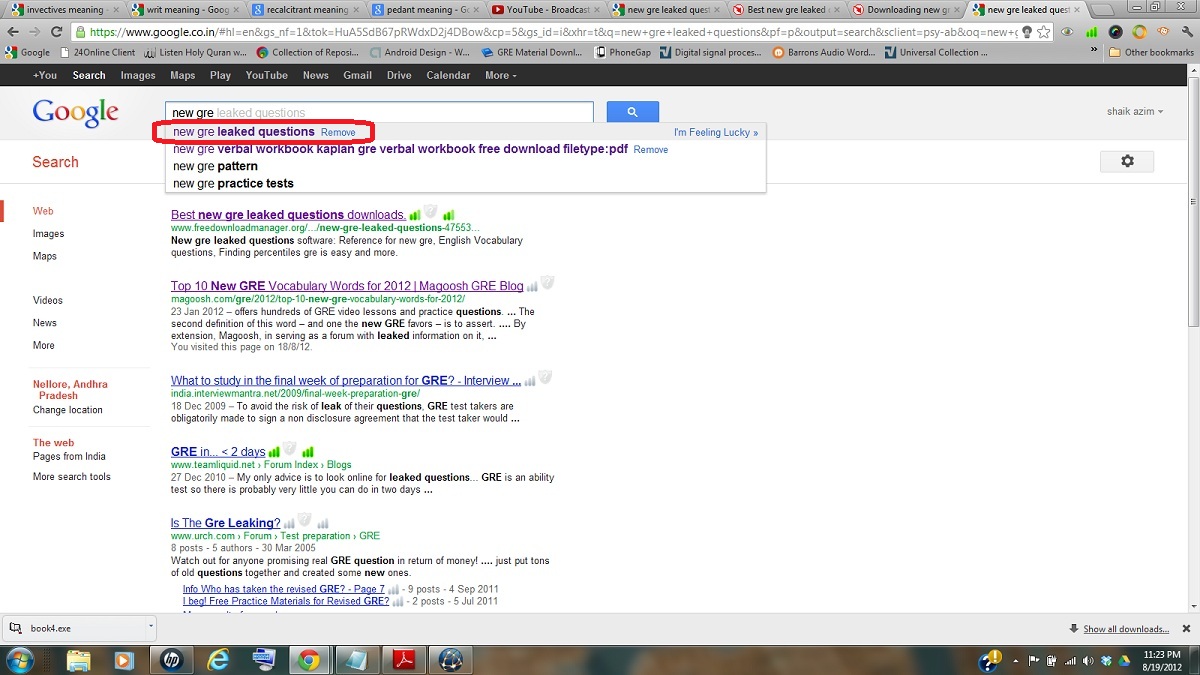 invectives meaning -
writ meaning - Goog
recalcitrant meaning
pedant meaning - Go
YouTube - Broadcast
new gre leaked quest
Best new gre leaked
Downloading new gr
new gre leaked quest
https://www.google.co.in/#hl=en&gs_nf=1&tok=HuA5SdB67pRWdxD2j4DBow&cp=5&gs_id=i&xhr=t&q=new+gre+leaked+questions&pf=p&output=search&sclient=psy-ab&oq=new+g
Google 24Online Client Listen Holy Quran w... Collection of Reposi... Android Design - W... GRE Material Downl... PhoneGap Digital signal proces... Barrons Audio Word... Universal Collection ... » Other bookmarks
+You Search Images Maps Play YouTube News Gmail Drive Calendar More
Google
new gre leaked questions
shaik azim
new gre leaked questions Remove I'm Feeling Lucky »
new gre verbal workbook kaplan gre verbal workbook free download filetype:pdf Remove
new gre pattern
new gre practice tests
Search
Web
Images
Maps
Videos
News
More
Nellore, Andhra
Pradesh
Change location
The web
Pages from India
More search tools
Best new gre leaked questions downloads.
www.freedownloadmanager.org/.../new-gre-leaked-questions-47553...
New gre leaked questions software: Reference for new gre, English Vocabulary
questions, Finding percentiles gre is easy and more.
Top 10 New GRE Vocabulary Words for 2012 | Magoosh GRE Blog
magoosh.com/gre/2012/top-10-new-gre-vocabulary-words-for-2012/
23 Jan 2012 – offers hundreds of GRE video lessons and practice questions. ... The
second definition of this word – and one the new GRE favors – is to assert. .... By
extension, Magoosh, in serving as a forum with leaked information on it, ...
You visited this page on 18/8/12.
What to study in the final week of preparation for GRE? - Interview ...
india.interviewmantra.net/2009/final-week-preparation-gre/
18 Dec 2009 – To avoid the risk of leak of their questions, GRE test takers are
obligatorily made to sign a non disclosure agreement that the test taker would ...
GRE in... < 2 days
www.teamliquid.net › Forum Index › Blogs
27 Dec 2010 – My only advice is to look online for leaked questions... GRE is an ability
test so there is probably very little you can do in two days ...
Is The Gre Leaking?
www.urch.com › Forum › Test preparation › GRE
8 posts - 5 authors - 30 Mar 2005
Watch out for anyone promising real GRE question in return of money! .... just put tons
of old questions together and created some new ones.
Info Who has taken the revised GRE? - Page 7 - 9 posts - 4 Sep 2011
I beg! Free Practice Materials for Revised GRE? - 2 posts - 5 Jul 2011
book4.exe
Show all downloads...
11:23 PM
8/19/2012